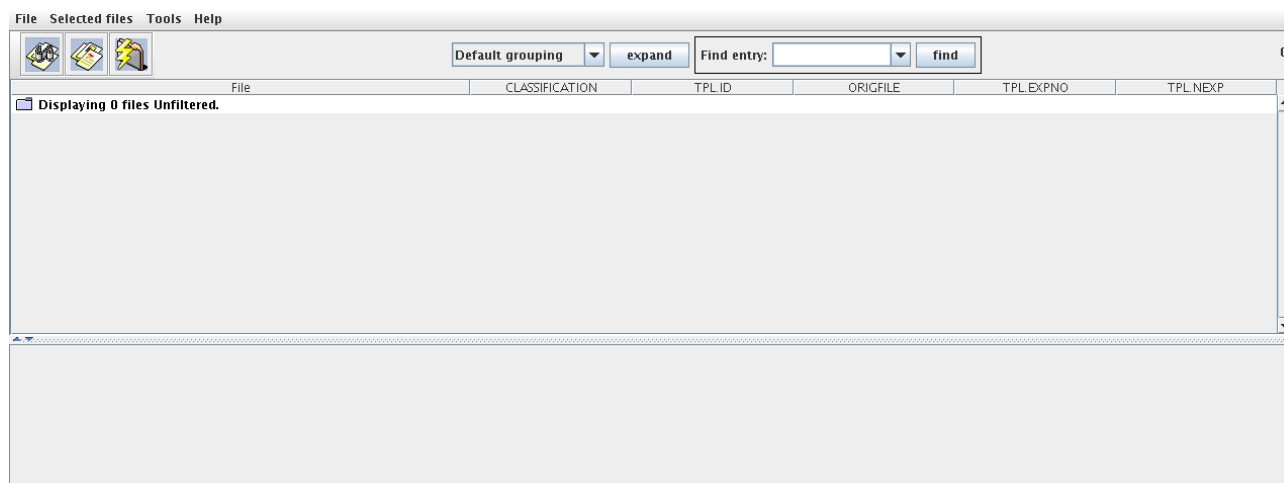 File Selected files Tools Help
Default grouping expand Find entry: find
File CLASSIFICATION TPL.ID ORIGFILE TPL.EXPNO TPL.NEXP
Displaying 0 files Unfiltered.